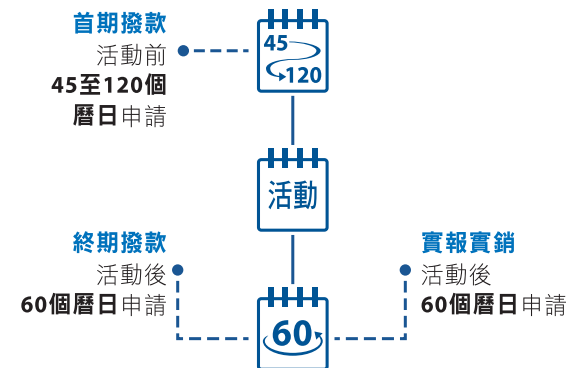 首期撥款
活動前
45至120個
曆日申請
45
120
活動
終期撥款
活動後
60個曆日申請
60
實報實銷
活動後
60個曆日申請